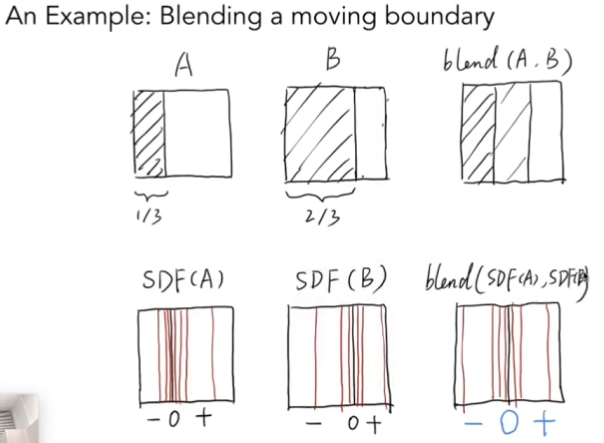 An Example: Blending a moving boundary
A B blend (A, B)
1/3 2/3
SDF(A) SDF(B) blend(SDF(A), SDF(B))
- 0 + - 0 + - 0 +